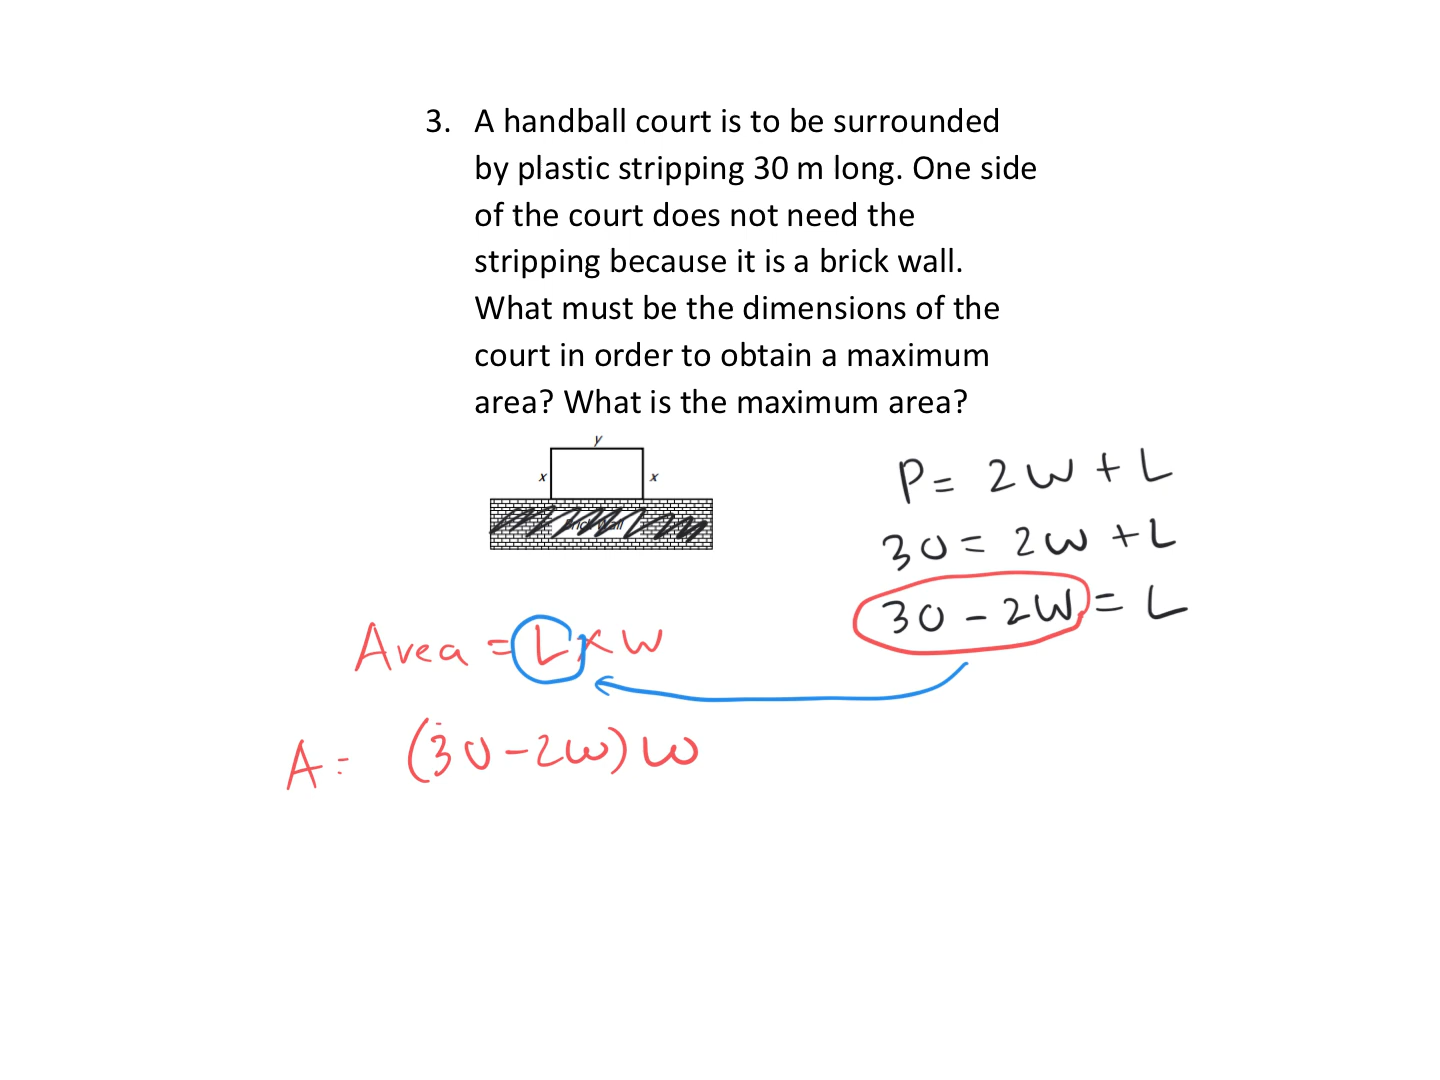 3. A handball court is to be surrounded
by plastic stripping 30 m long. One side
of the court does not need the
stripping because it is a brick wall.
What must be the dimensions of the
court in order to obtain a maximum
area? What is the maximum area?
y
x x
Brick Wall
P = 2W + L
30 = 2W + L
30 - 2W = L
Area = L x W
A = (30 - 2W) W